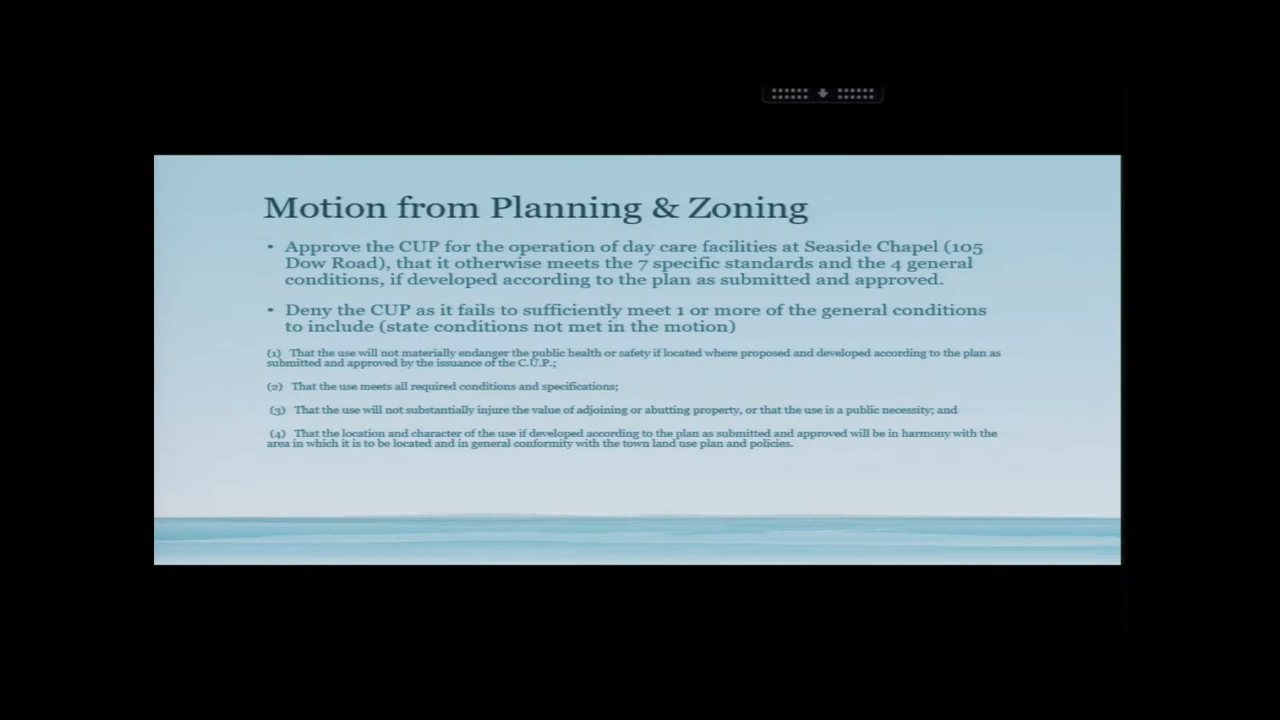 Motion from Planning & Zoning
• Approve the CUP for the operation of day care facilities at Seaside Chapel (105
Dow Road), that it otherwise meets the 7 specific standards and the 4 general
conditions, if developed according to the plan as submitted and approved.
• Deny the CUP as it fails to sufficiently meet 1 or more of the general conditions
to include (state conditions not met in the motion)
(1) That the use will not materially endanger the public health or safety if located where proposed and developed according to the plan as
submitted and approved by the issuance of the C.U.P.;
(2) That the use meets all required conditions and specifications;
(3) That the use will not substantially injure the value of adjoining or abutting property, or that the use is a public necessity; and
(4) That the location and character of the use if developed according to the plan as submitted and approved will be in harmony with the
area in which it is to be located and in general conformity with the town land use plan and policies.